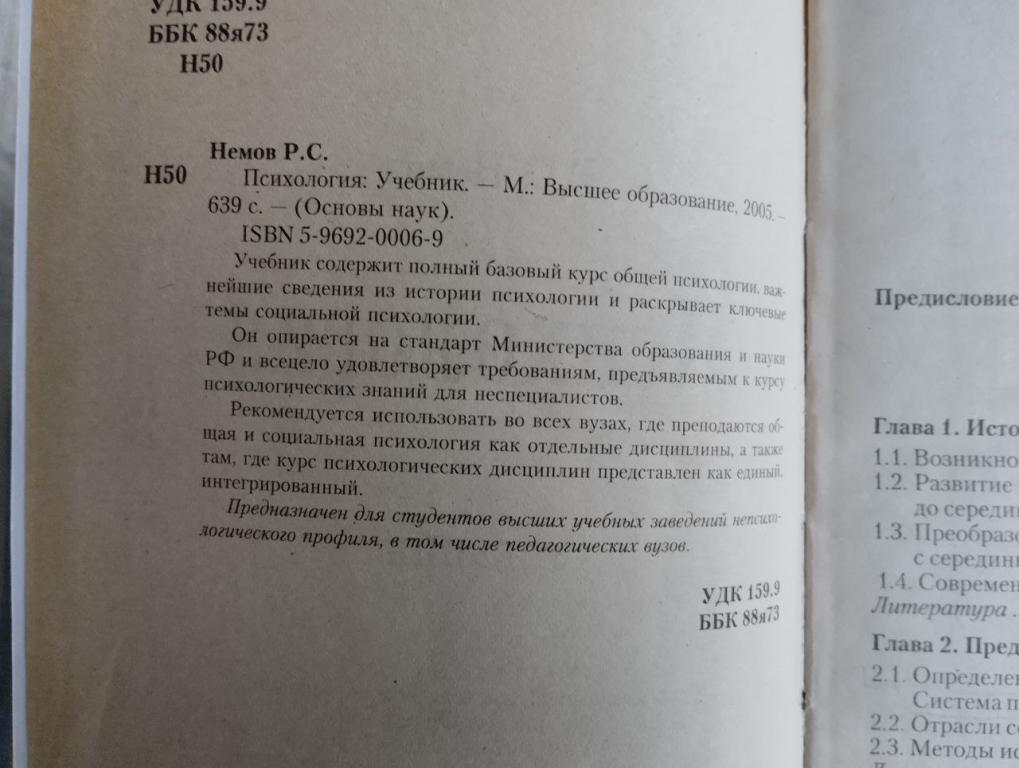 УДК 159.9
ББК 88я73
Н50
Немов Р.С.
Н50
Психология: Учебник. — М.: Высшее образование, 2005. –
639 с. — (Основы наук).
ISBN 5-9692-0006-9
Учебник содержит полный базовый курс общей психологии, важ-
нейшие сведения из истории психологии и раскрывает ключевые
темы социальной психологии.
Он опирается на стандарт Министерства образования и науки
РФ и всецело удовлетворяет требованиям, предъявляемым к курсу
психологических знаний для неспециалистов.
Рекомендуется использовать во всех вузах, где преподаются об-
щая и социальная психология как отдельные дисциплины, а также
там, где курс психологических дисциплин представлен как единый,
интегрированный.
Предназначен для студентов высших учебных заведений непсихо-
логического профиля, в том числе педагогических вузов.
УДК 159.9
ББК 88я73
Предисловие
Глава 1. Исто
1.1. Возникно
1.2. Развитие
до середи
1.3. Преобразо
с середин
1.4. Современ
Литература ..
Глава 2. Пред
2.1. Определе
Система п
2.2. Отрасли с
2.3. Методы ис